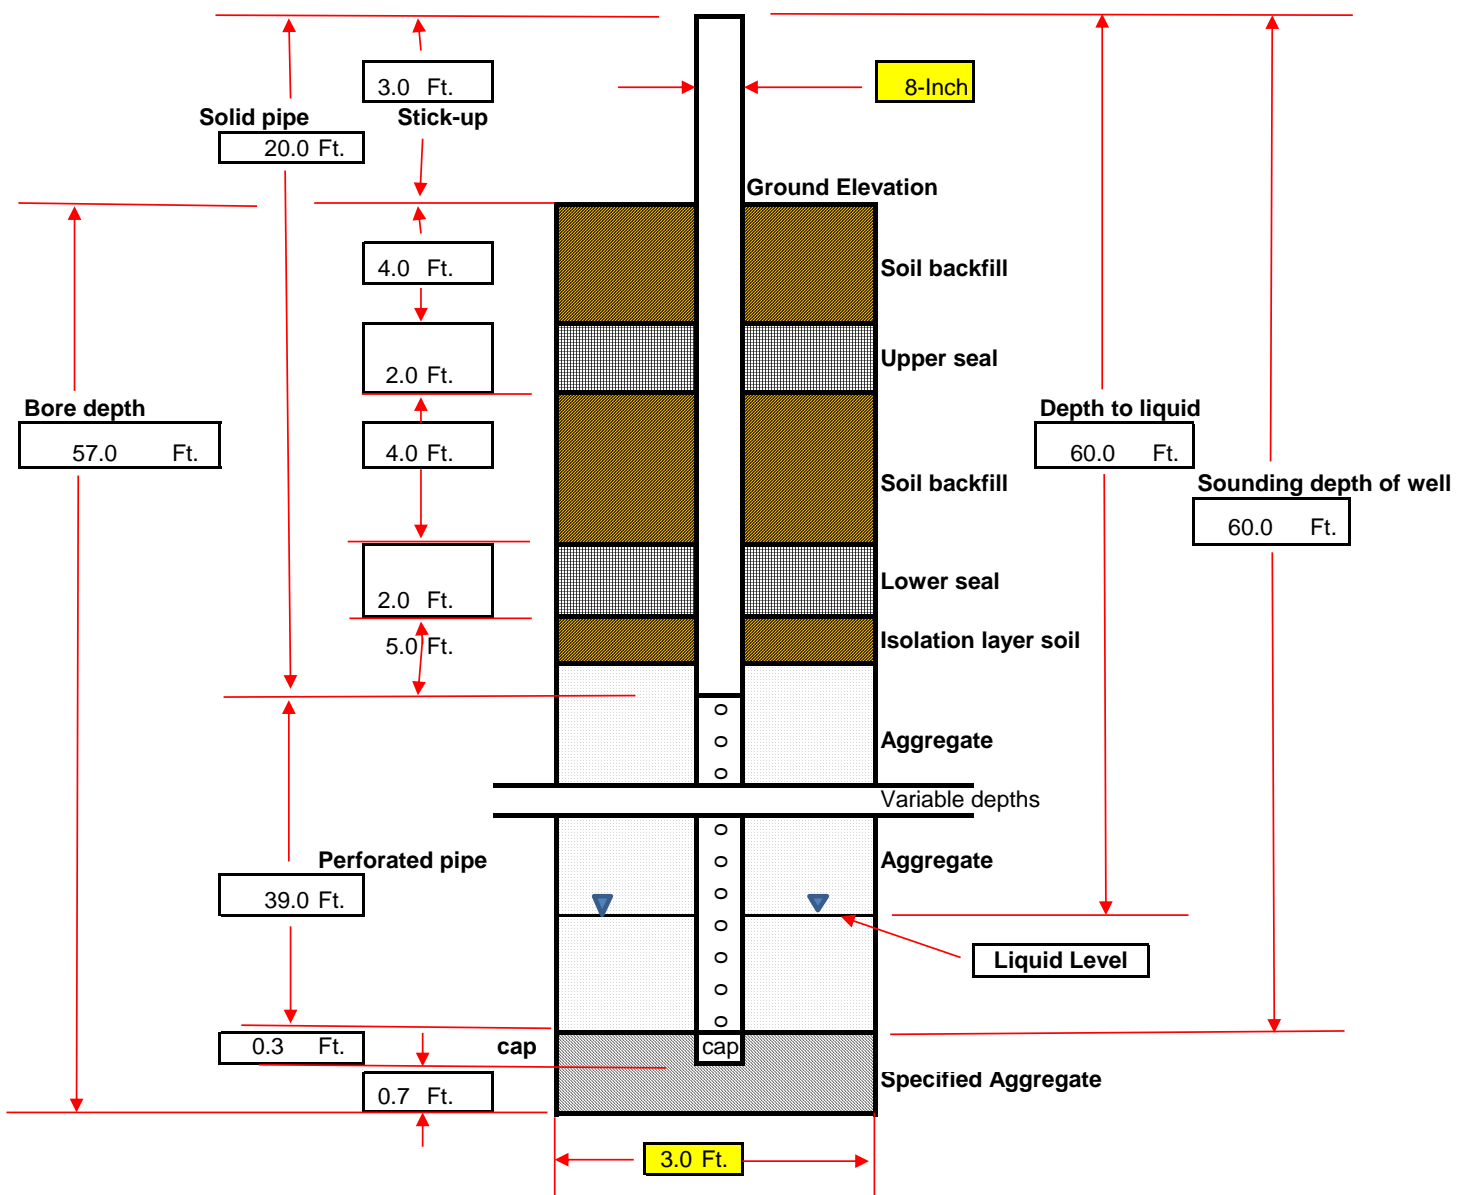 3.0 Ft.
8-Inch
Solid pipe
Stick-up
20.0 Ft.
Ground Elevation
4.0 Ft.
Soil backfill
Upper seal
2.0 Ft.
Bore depth
Depth to liquid
57.0 Ft.
4.0 Ft.
60.0 Ft.
Soil backfill
Sounding depth of well
60.0 Ft.
Lower seal
2.0 Ft.
5.0 Ft.
Isolation layer soil
o
o
Aggregate
o
Variable depths
o
Perforated pipe
o
Aggregate
39.0 Ft.
o
o
o
Liquid Level
o
o
0.3 Ft.
cap
cap
Specified Aggregate
0.7 Ft.
3.0 Ft.